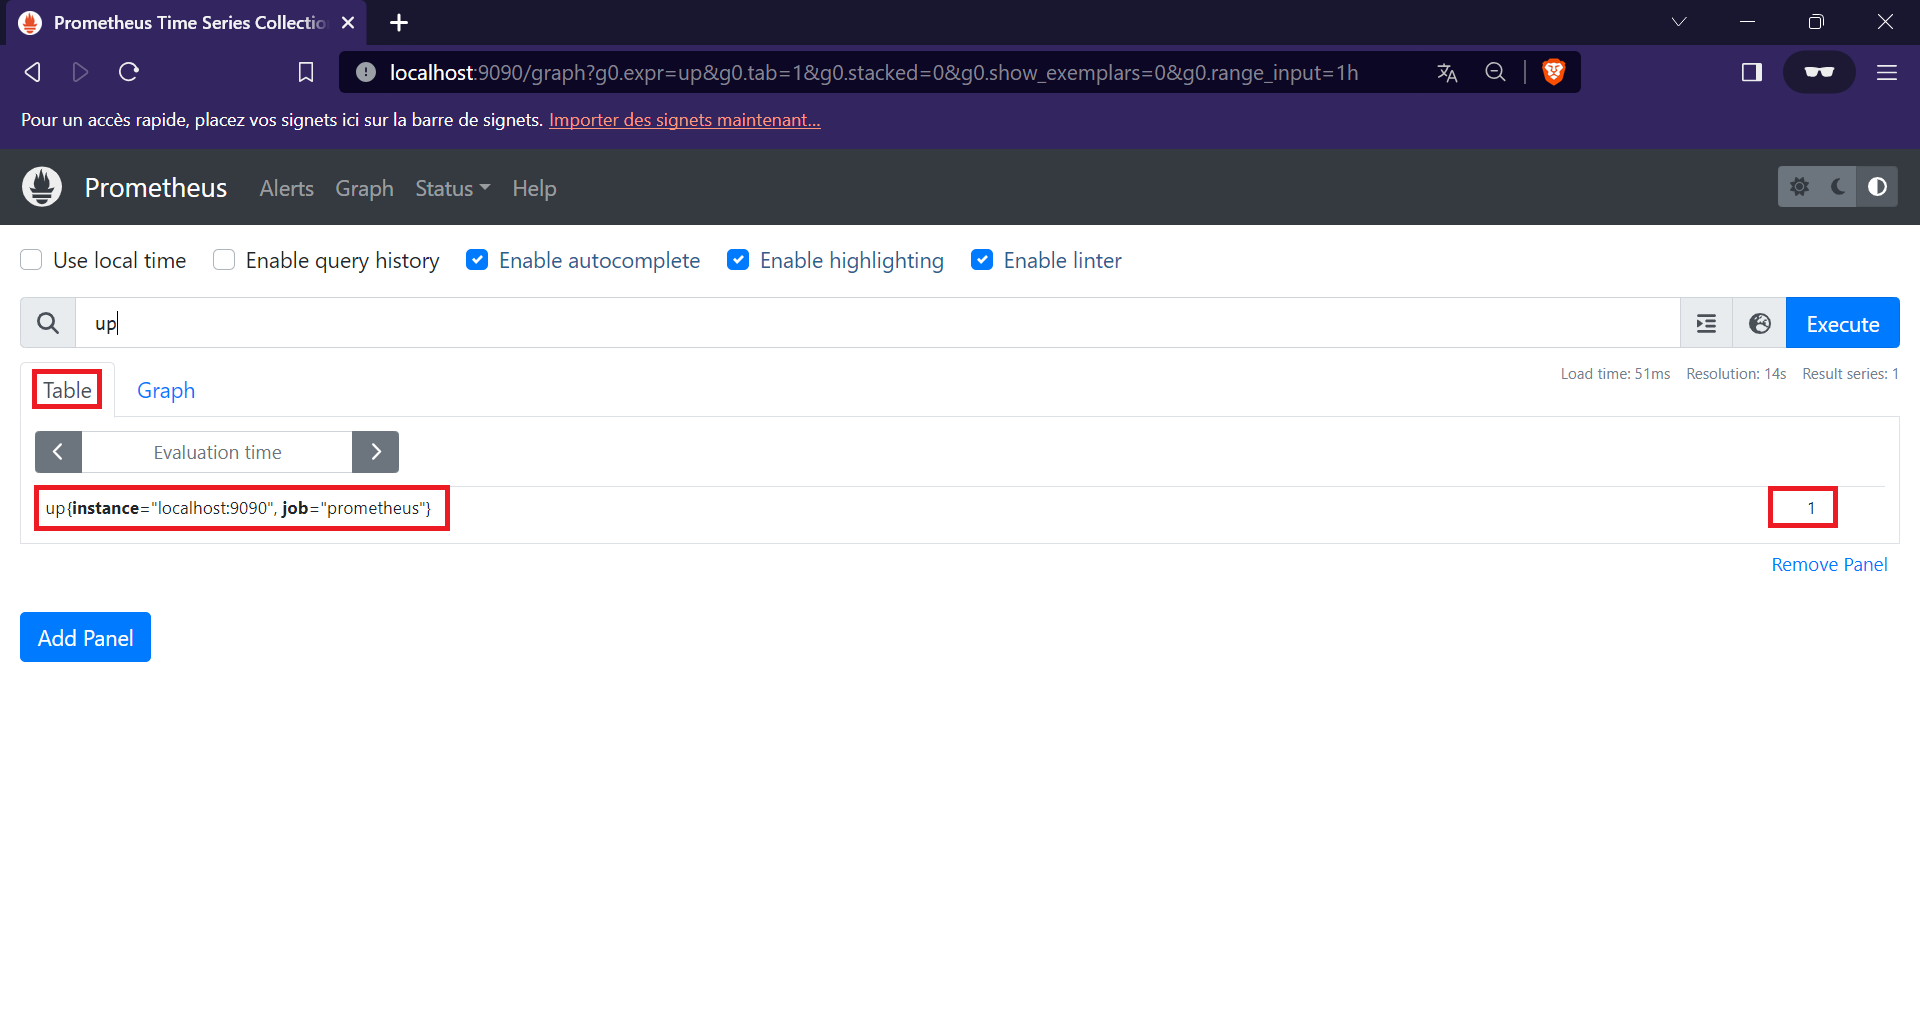 Prometheus Time Series Collectio
localhost:9090/graph?g0.expr=up&g0.tab=1&g0.stacked=0&g0.show_exemplars=0&g0.range_input=1h
Pour un accès rapide, placez vos signets ici sur la barre de signets. Importer des signets maintenant...
Prometheus Alerts Graph Status Help
Use local time Enable query history Enable autocomplete Enable highlighting Enable linter
up Execute
Table Graph Load time: 51ms Resolution: 14s Result series: 1
Evaluation time
up{instance="localhost:9090", job="prometheus"} 1
Remove Panel
Add Panel